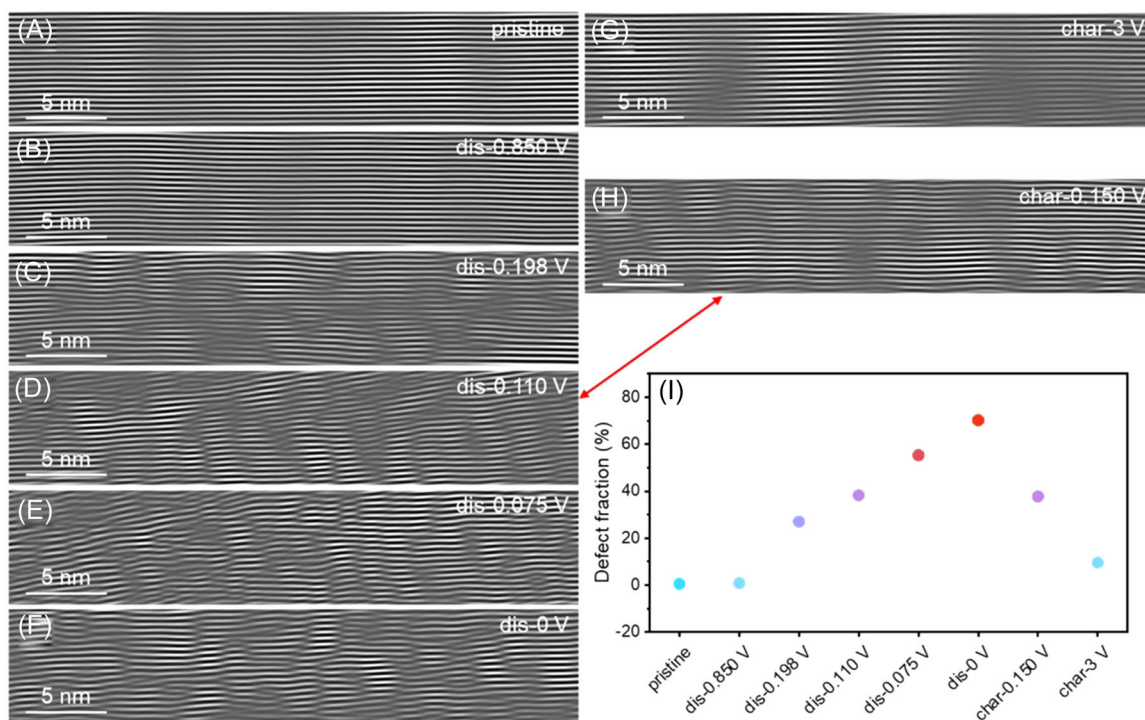 (A)
pristine
5 nm
(B)
dis-0.850 V
5 nm
(C)
dis-0.198 V
5 nm
(D)
dis-0.110 V
5 nm
(E)
dis-0.075 V
5 nm
(F)
dis-0 V
5 nm
(G)
char-3 V
5 nm
(H)
char-0.150 V
5 nm
(I)
Defect fraction (%)
80
60
40
20
0
-20
pristine
dis-0.850 V
dis-0.198 V
dis-0.110 V
dis-0.075 V
dis-0 V
char-0.150 V
char-3 V